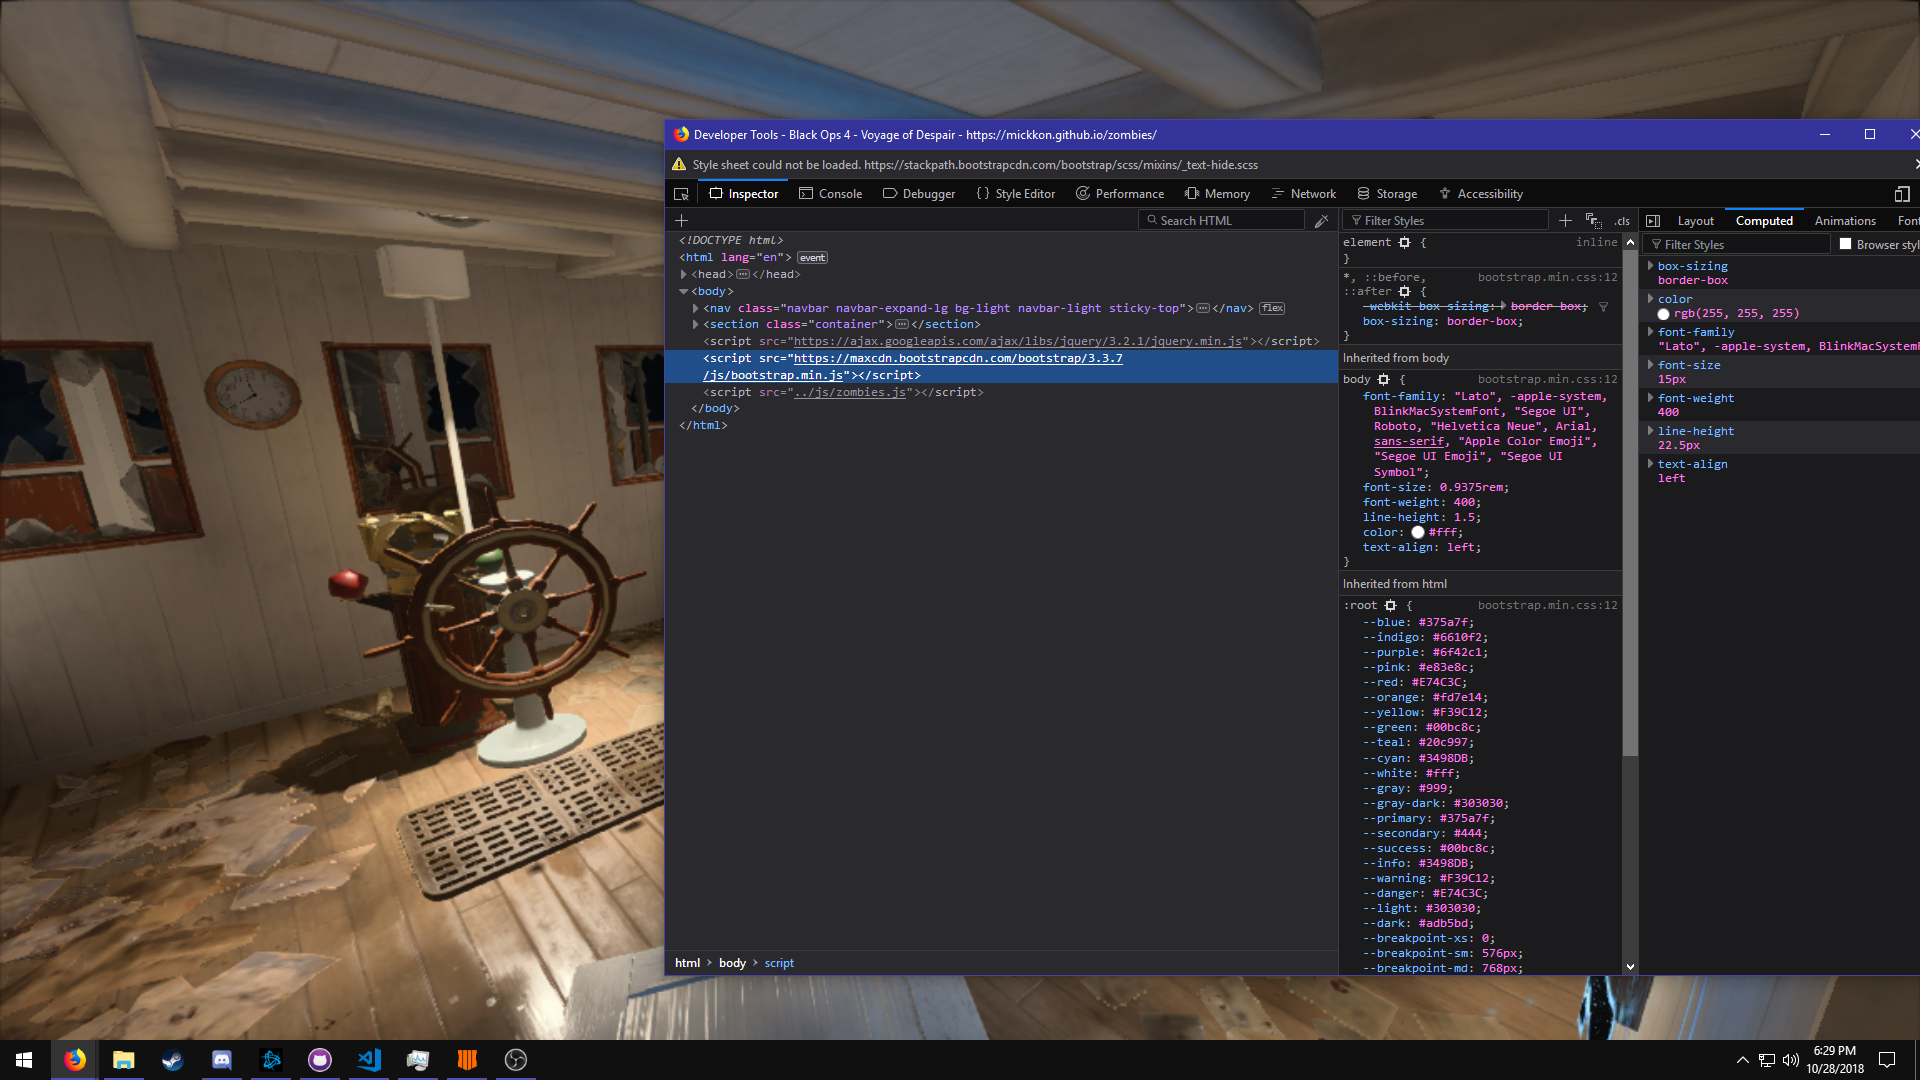 Developer Tools - Black Ops 4 - Voyage of Despair - https://mickkon.github.io/zombies/
Style sheet could not be loaded. https://stackpath.bootstrapcdn.com/bootstrap/scss/mixins/_text-hide.scss
Inspector Console Debugger {} Style Editor Performance Memory Network Storage Accessibility
Search HTML
<!DOCTYPE html>
<html lang="en"> event
<head>…</head>
<body>
<nav class="navbar navbar-expand-lg bg-light navbar-light sticky-top">…</nav> flex
<section class="container">…</section>
<script src="https://ajax.googleapis.com/ajax/libs/jquery/3.2.1/jquery.min.js"></script>
<script src="https://maxcdn.bootstrapcdn.com/bootstrap/3.3.7
/js/bootstrap.min.js"></script>
<script src="../js/zombies.js"></script>
</body>
</html>
html > body > script
Filter Styles + .cls
element { inline
}
*, ::before, bootstrap.min.css:12
::after {
-webkit-box-sizing: border-box;
box-sizing: border-box;
}
Inherited from body
body { bootstrap.min.css:12
font-family: "Lato", -apple-system,
BlinkMacSystemFont, "Segoe UI",
Roboto, "Helvetica Neue", Arial,
sans-serif, "Apple Color Emoji",
"Segoe UI Emoji", "Segoe UI
Symbol";
font-size: 0.9375rem;
font-weight: 400;
line-height: 1.5;
color: #fff;
text-align: left;
}
Inherited from html
:root { bootstrap.min.css:12
--blue: #375a7f;
--indigo: #6610f2;
--purple: #6f42c1;
--pink: #e83e8c;
--red: #E74C3C;
--orange: #fd7e14;
--yellow: #F39C12;
--green: #00bc8c;
--teal: #20c997;
--cyan: #3498DB;
--white: #fff;
--gray: #999;
--gray-dark: #303030;
--primary: #375a7f;
--secondary: #444;
--success: #00bc8c;
--info: #3498DB;
--warning: #F39C12;
--danger: #E74C3C;
--light: #303030;
--dark: #adb5bd;
--breakpoint-xs: 0;
--breakpoint-sm: 576px;
--breakpoint-md: 768px;
Layout Computed Animations Font
Filter Styles Browser styl
box-sizing
border-box
color
rgb(255, 255, 255)
font-family
"Lato", -apple-system, BlinkMacSystemF
font-size
15px
font-weight
400
line-height
22.5px
text-align
left
6:29 PM
10/28/2018